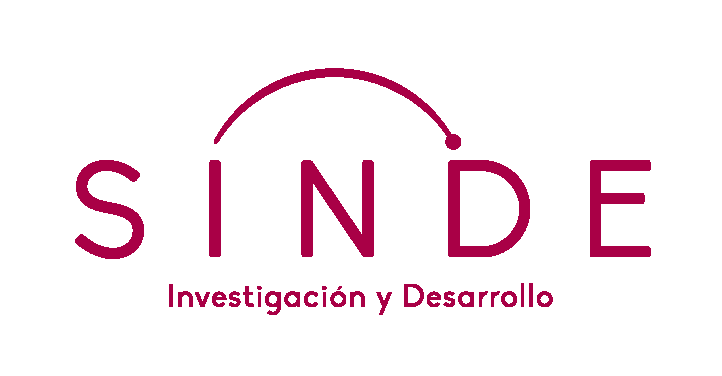 SINDE
Investigación y Desarrollo